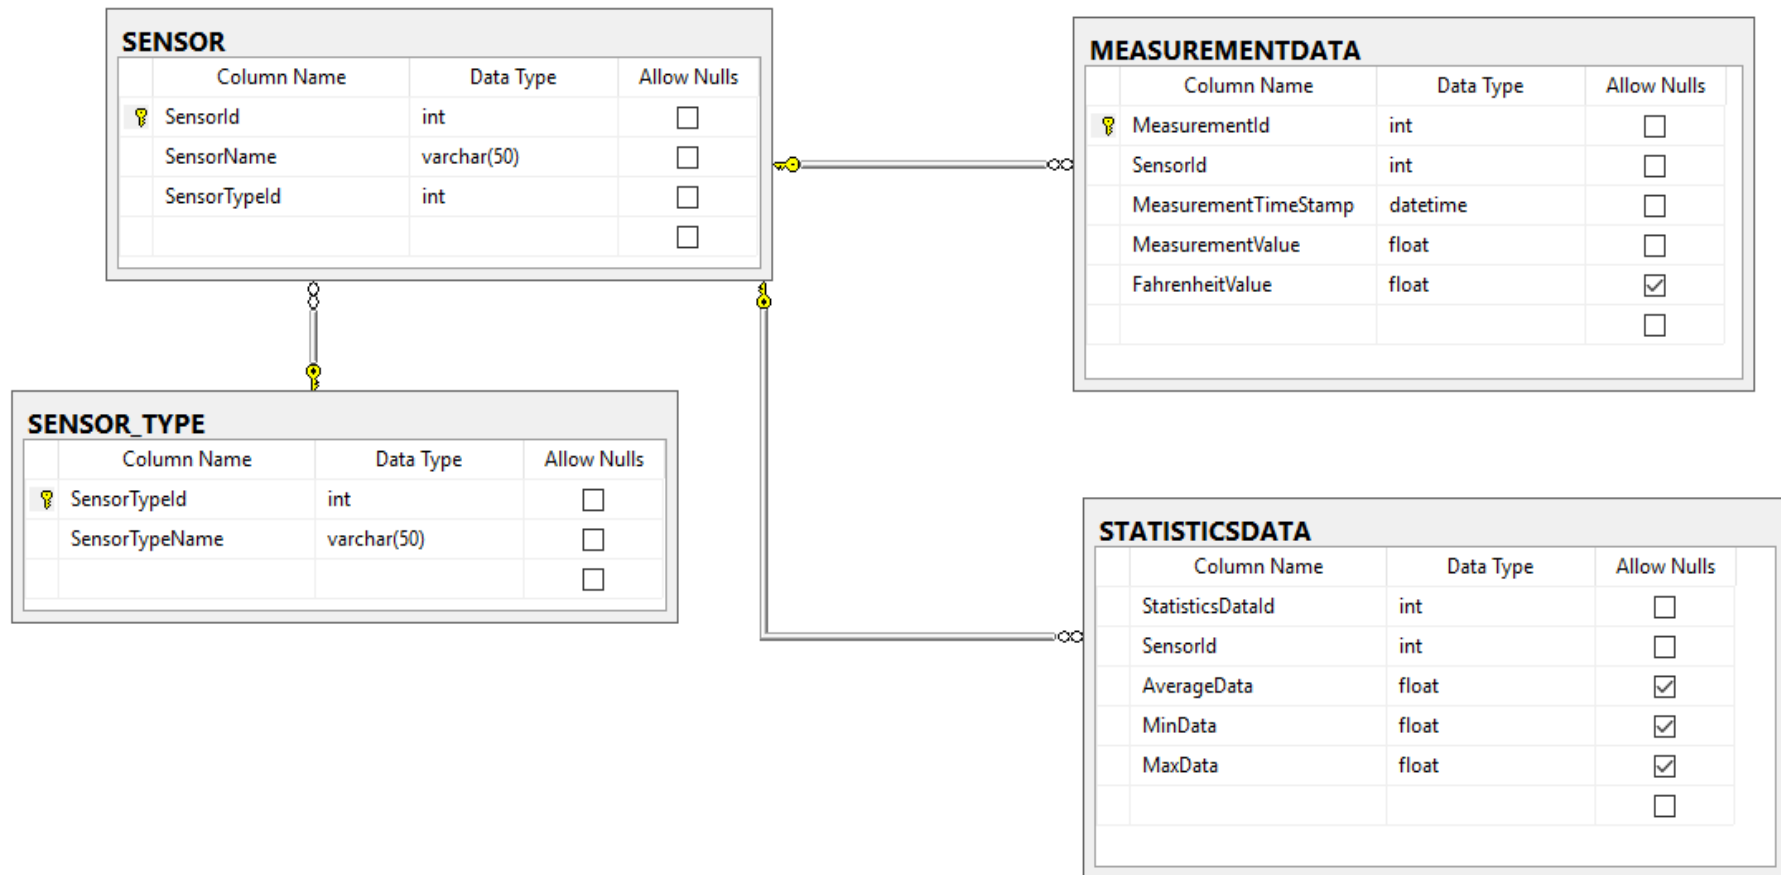 SENSOR
Column Name Data Type Allow Nulls
SensorId int
SensorName varchar(50)
SensorTypeId int
MEASUREMENTDATA
Column Name Data Type Allow Nulls
MeasurementId int
SensorId int
MeasurementTimeStamp datetime
MeasurementValue float
FahrenheitValue float
SENSOR_TYPE
Column Name Data Type Allow Nulls
SensorTypeId int
SensorTypeName varchar(50)
STATISTICSDATA
Column Name Data Type Allow Nulls
StatisticsDataId int
SensorId int
AverageData float
MinData float
MaxData float